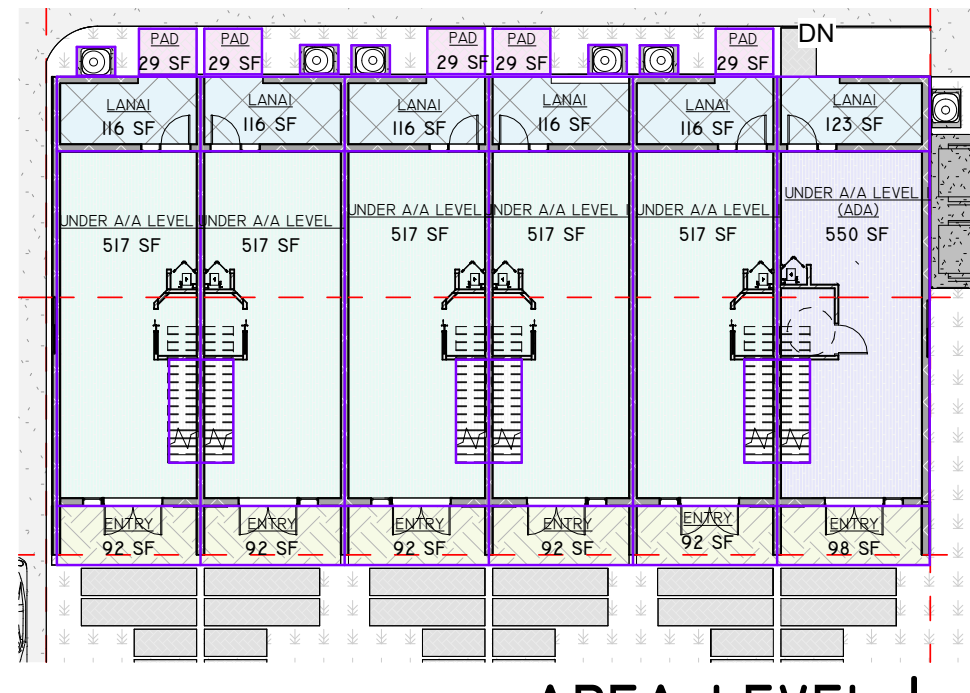 DN
PAD PAD PAD PAD PAD
29 SF 29 SF 29 SF 29 SF 29 SF
LANAI LANAI LANAI LANAI LANAI LANAI
116 SF 116 SF 116 SF 116 SF 116 SF 123 SF
UNDER A/A LEVEL UNDER A/A LEVEL UNDER A/A LEVEL UNDER A/A LEVEL UNDER A/A LEVEL UNDER A/A LEVEL
(ADA)
517 SF 517 SF 517 SF 517 SF 517 SF 550 SF
ENTRY ENTRY ENTRY ENTRY ENTRY ENTRY
92 SF 92 SF 92 SF 92 SF 92 SF 98 SF
AREA LEVEL 1